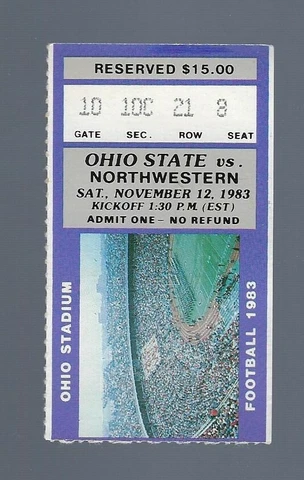 RESERVED $15.00
10 10C 21 8
GATE SEC. ROW SEAT
OHIO STATE vs.
NORTHWESTERN
SAT., NOVEMBER 12, 1983
KICKOFF 1:30 P.M. (EST)
ADMIT ONE - NO REFUND
OHIO STADIUM
FOOTBALL 1983